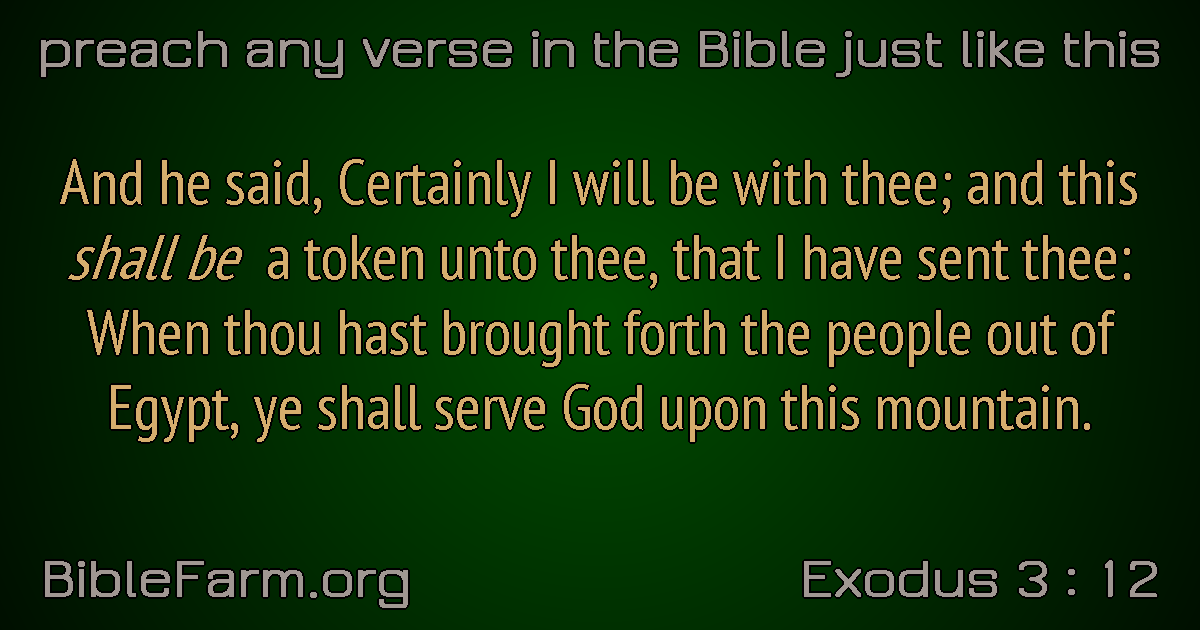 preach any verse in the Bible just like this
And he said, Certainly I will be with thee; and this
shall be a token unto thee, that I have sent thee:
When thou hast brought forth the people out of
Egypt, ye shall serve God upon this mountain.
BibleFarm.org
Exodus 3 : 12